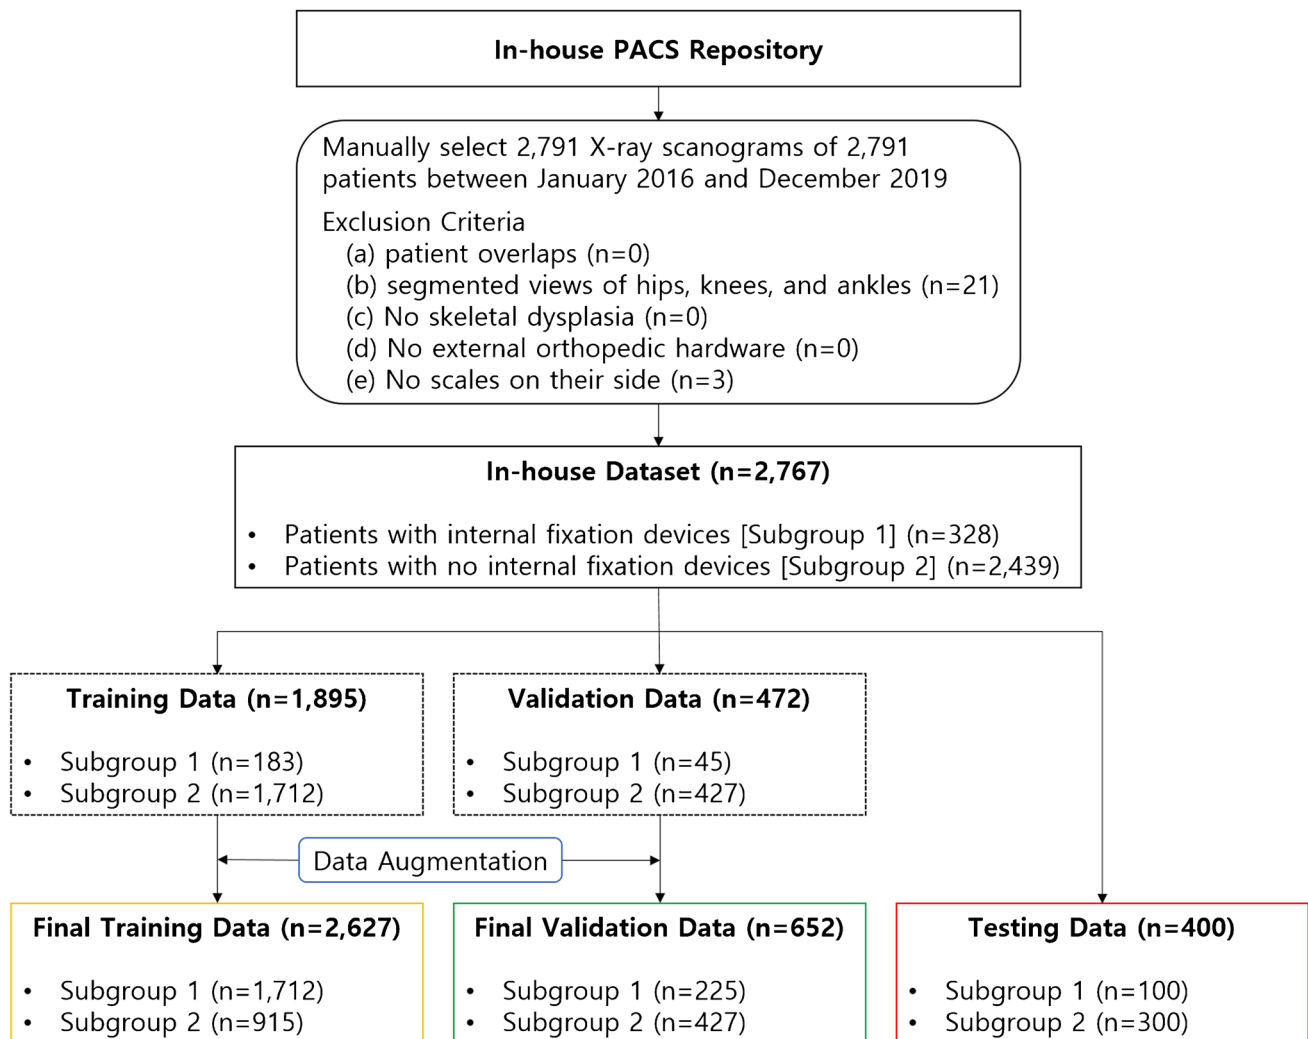 In-house PACS Repository
Manually select 2,791 X-ray scanograms of 2,791
patients between January 2016 and December 2019
Exclusion Criteria
(a) patient overlaps (n=0)
(b) segmented views of hips, knees, and ankles (n=21)
(c) No skeletal dysplasia (n=0)
(d) No external orthopedic hardware (n=0)
(e) No scales on their side (n=3)
In-house Dataset (n=2,767)
• Patients with internal fixation devices [Subgroup 1] (n=328)
• Patients with no internal fixation devices [Subgroup 2] (n=2,439)
Training Data (n=1,895)
• Subgroup 1 (n=183)
• Subgroup 2 (n=1,712)
Validation Data (n=472)
• Subgroup 1 (n=45)
• Subgroup 2 (n=427)
Data Augmentation
Final Training Data (n=2,627)
• Subgroup 1 (n=1,712)
• Subgroup 2 (n=915)
Final Validation Data (n=652)
• Subgroup 1 (n=225)
• Subgroup 2 (n=427)
Testing Data (n=400)
• Subgroup 1 (n=100)
• Subgroup 2 (n=300)